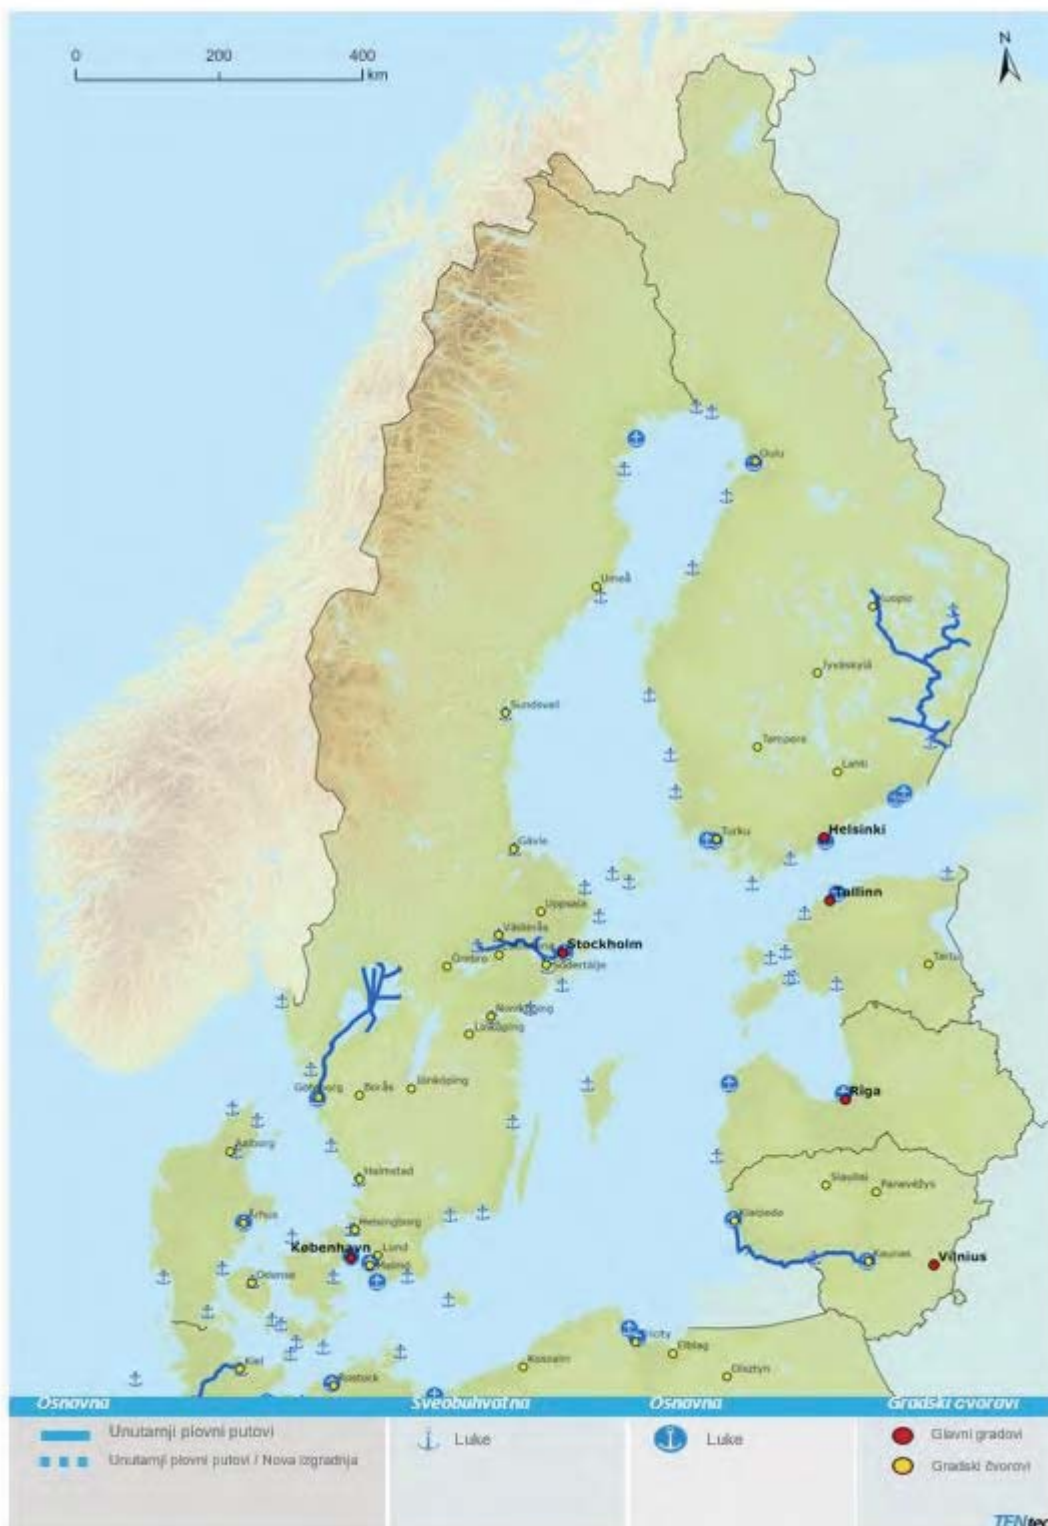 0 200 400
km
N
Oulu
Umeå
Kuopio
Jyväskylä
Sundsvall
Tampere
Lahti
Gävle
Turku
Helsinki
Uppsala
Tallinn
Västerås
Stockholm
Örebro
Södertälje
Tartu
Norrköping
Linköping
Göteborg
Borås
Jönköping
Rīga
Aalborg
Halmstad
Šiauliai
Panevėžys
Århus
Helsingborg
Klaipėda
København
Lund
Malmö
Kaunas
Vilnius
Odense
Tricity
Elbląg
Kiel
Koszalin
Olsztyn
Rostock
Osnovna Sveobuhvatna Osnovna Gradski čvorovi
Unutarnji plovni putovi Luke Luke Glavni gradovi
Unutarnji plovni putovi / Nova izgradnja Gradski čvorovi
TENtec